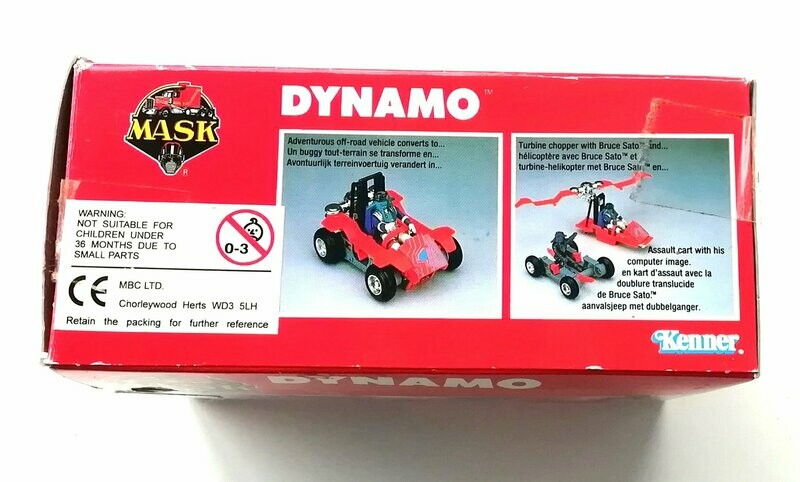 MASK
®
DYNAMO™
Adventurous off-road vehicle converts to...
Un buggy tout-terrain se transforme en...
Avontuurlijk terreinvoertuig verandert in...
Turbine chopper with Bruce Sato™ and...
hélicoptère avec Bruce Sato™ et
turbine-helikopter met Bruce Sato™ en...
Assault cart with his
computer image.
en kart d'assaut avec la
doublure translucide
de Bruce Sato.™
aanvalsjeep met dubbelganger.
WARNING:
NOT SUITABLE FOR
CHILDREN UNDER
36 MONTHS DUE TO
SMALL PARTS
0-3
CE
MBC LTD.
Chorleywood Herts WD3 5LH
Retain the packing for further reference
Kenner®
DYNAMO